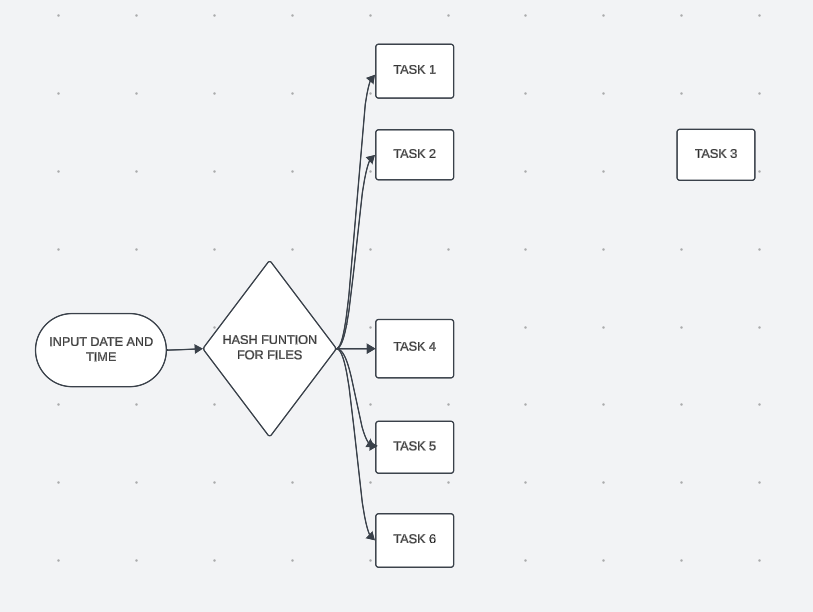 TASK 1
TASK 2
TASK 3
INPUT DATE AND
TIME
HASH FUNTION
FOR FILES
TASK 4
TASK 5
TASK 6